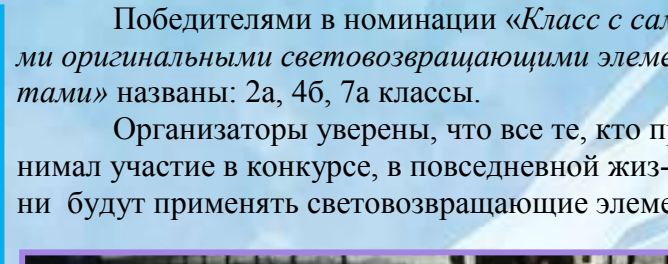 Победителями в номинации «Класс с сам
ми оригинальными световозвращающими элеме
тами» названы: 2а, 4б, 7а классы.
Организаторы уверены, что все те, кто пр
нимал участие в конкурсе, в повседневной жиз-
ни будут применять световозвращающие элеме